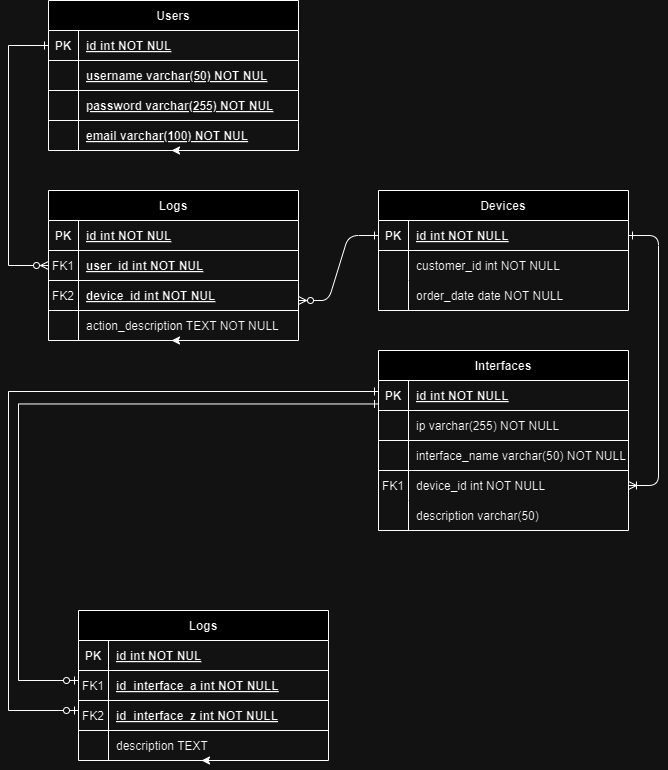 Users
PK id int NOT NUL
username varchar(50) NOT NUL
password varchar(255) NOT NUL
email varchar(100) NOT NUL
Logs
PK id int NOT NUL
FK1 user_id int NOT NUL
FK2 device_id int NOT NUL
action_description TEXT NOT NULL
Devices
PK id int NOT NULL
customer_id int NOT NULL
order_date date NOT NULL
Interfaces
PK id int NOT NULL
ip varchar(255) NOT NULL
interface_name varchar(50) NOT NULL
FK1 device_id int NOT NULL
description varchar(50)
Logs
PK id int NOT NUL
FK1 id_interface_a int NOT NULL
FK2 id_interface_z int NOT NULL
description TEXT